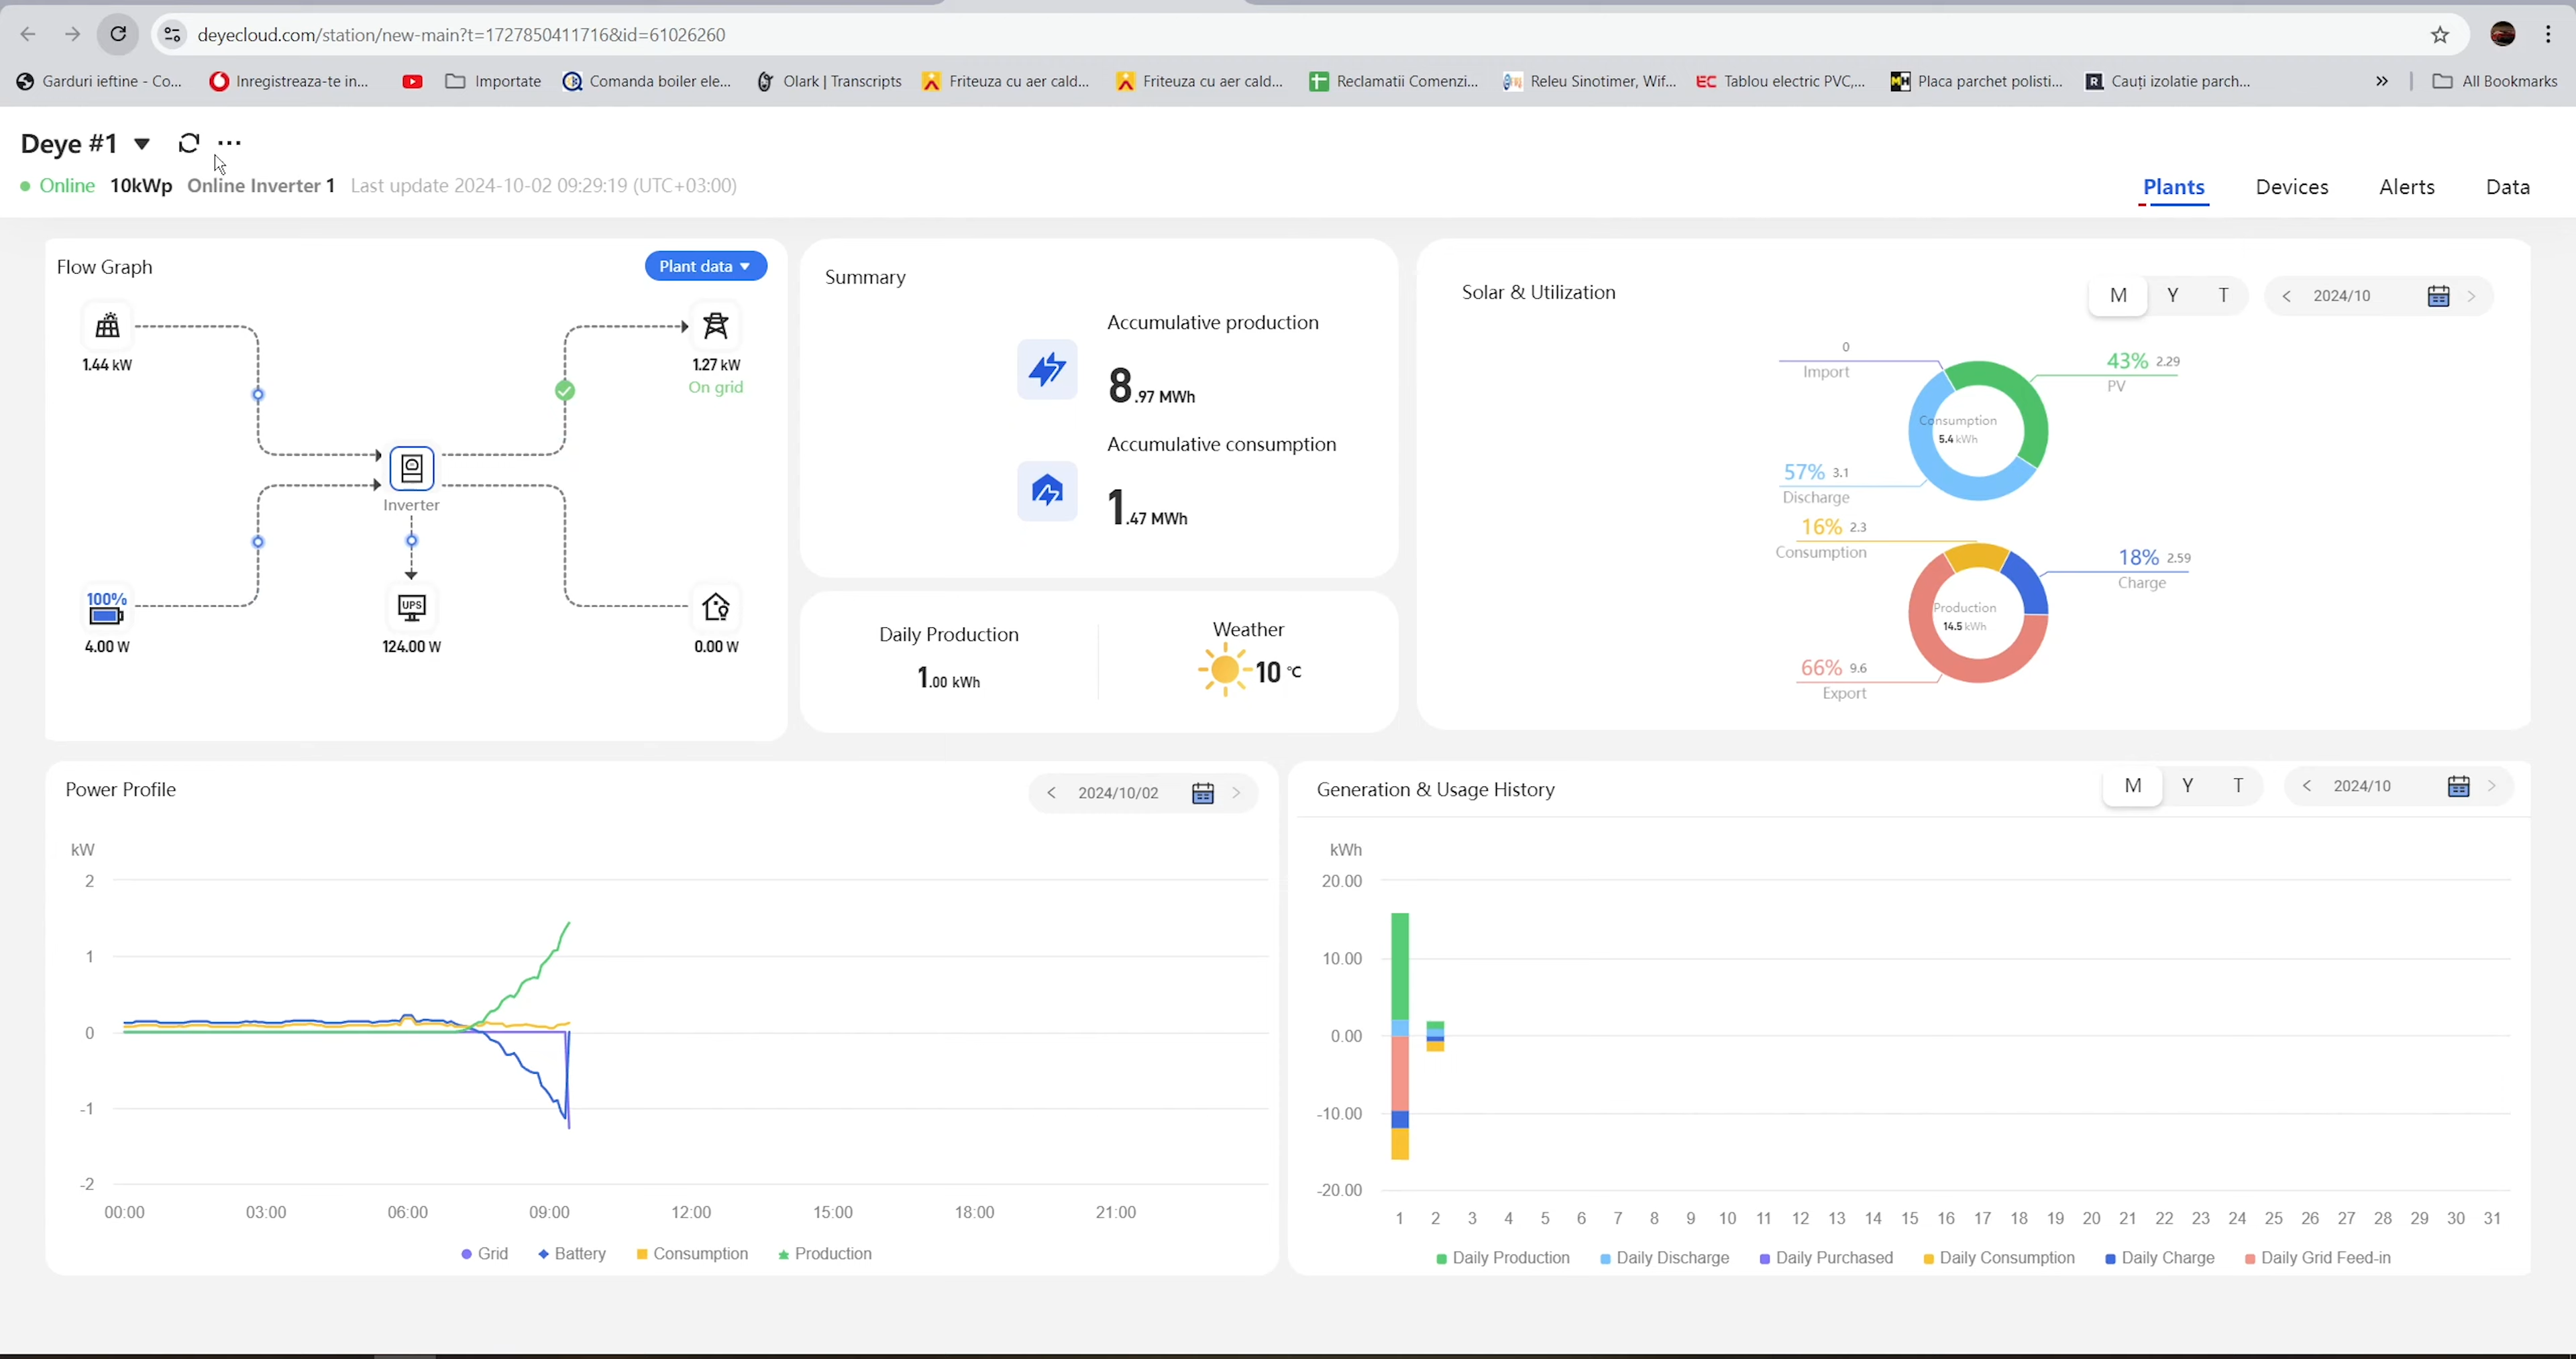 deyecloud.com/station/new-main?t=1727850411716&id=61026260
Garduri ieftine - Co... Inregistreaza-te in... Importate Comanda boiler ele... Olark | Transcripts Friteuza cu aer cald... Friteuza cu aer cald... Reclamatii Comenzi... Releu Sinotimer, Wif... EC Tablou electric PVC,... MH Placa parchet polisti... R Cauți izolatie parch... » All Bookmarks
Deye #1 ...
Online 10kWp Online Inverter 1 Last update 2024-10-02 09:29:19 (UTC+03:00)
Plants Devices Alerts Data
Flow Graph
Plant data
1.44 kW
1.27 kW
On grid
Inverter
100%
4.00 W
UPS
124.00 W
0.00 W
Summary
Accumulative production
8.97 MWh
Accumulative consumption
1.47 MWh
Daily Production
1.00 kWh
Weather
10 °C
Solar & Utilization
M Y T < 2024/10 >
0
Import
43% 2.29
PV
Consumption
5.4 kWh
57% 3.1
Discharge
16% 2.3
Consumption
18% 2.59
Charge
Production
14.5 kWh
66% 9.6
Export
Power Profile
< 2024/10/02 >
kW
2
1
0
-1
-2
00:00 03:00 06:00 09:00 12:00 15:00 18:00 21:00
Grid Battery Consumption Production
Generation & Usage History
M Y T < 2024/10 >
kWh
20.00
10.00
0.00
-10.00
-20.00
1 2 3 4 5 6 7 8 9 10 11 12 13 14 15 16 17 18 19 20 21 22 23 24 25 26 27 28 29 30 31
Daily Production Daily Discharge Daily Purchased Daily Consumption Daily Charge Daily Grid Feed-in